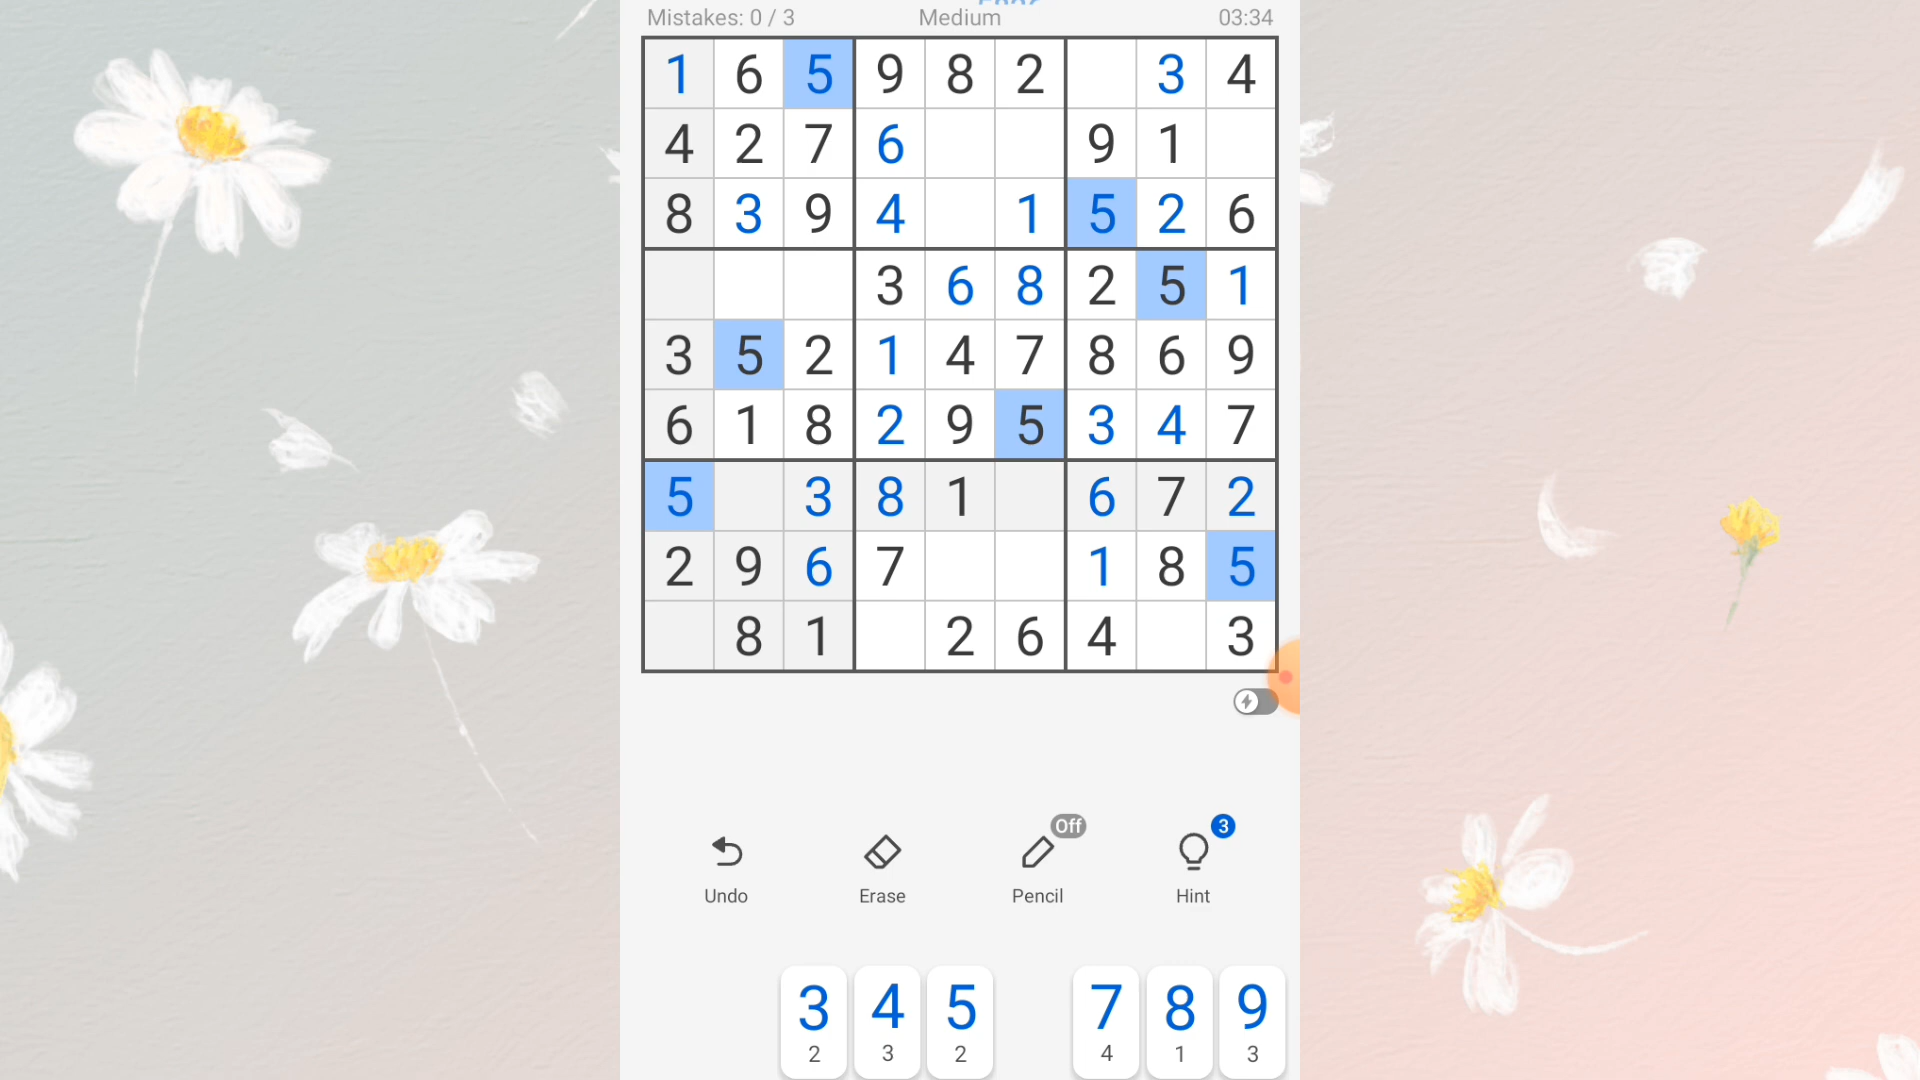 Mistakes: 0 / 3 Medium 03:34
1 6 5 9 8 2 3 4
4 2 7 6 9 1
8 3 9 4 1 5 2 6
3 6 8 2 5 1
3 5 2 1 4 7 8 6 9
6 1 8 2 9 5 3 4 7
5 3 8 1 6 7 2
2 9 6 7 1 8 5
8 1 2 6 4 3
Off 3
Undo Erase Pencil Hint
3 4 5 7 8 9
2 3 2 4 1 3